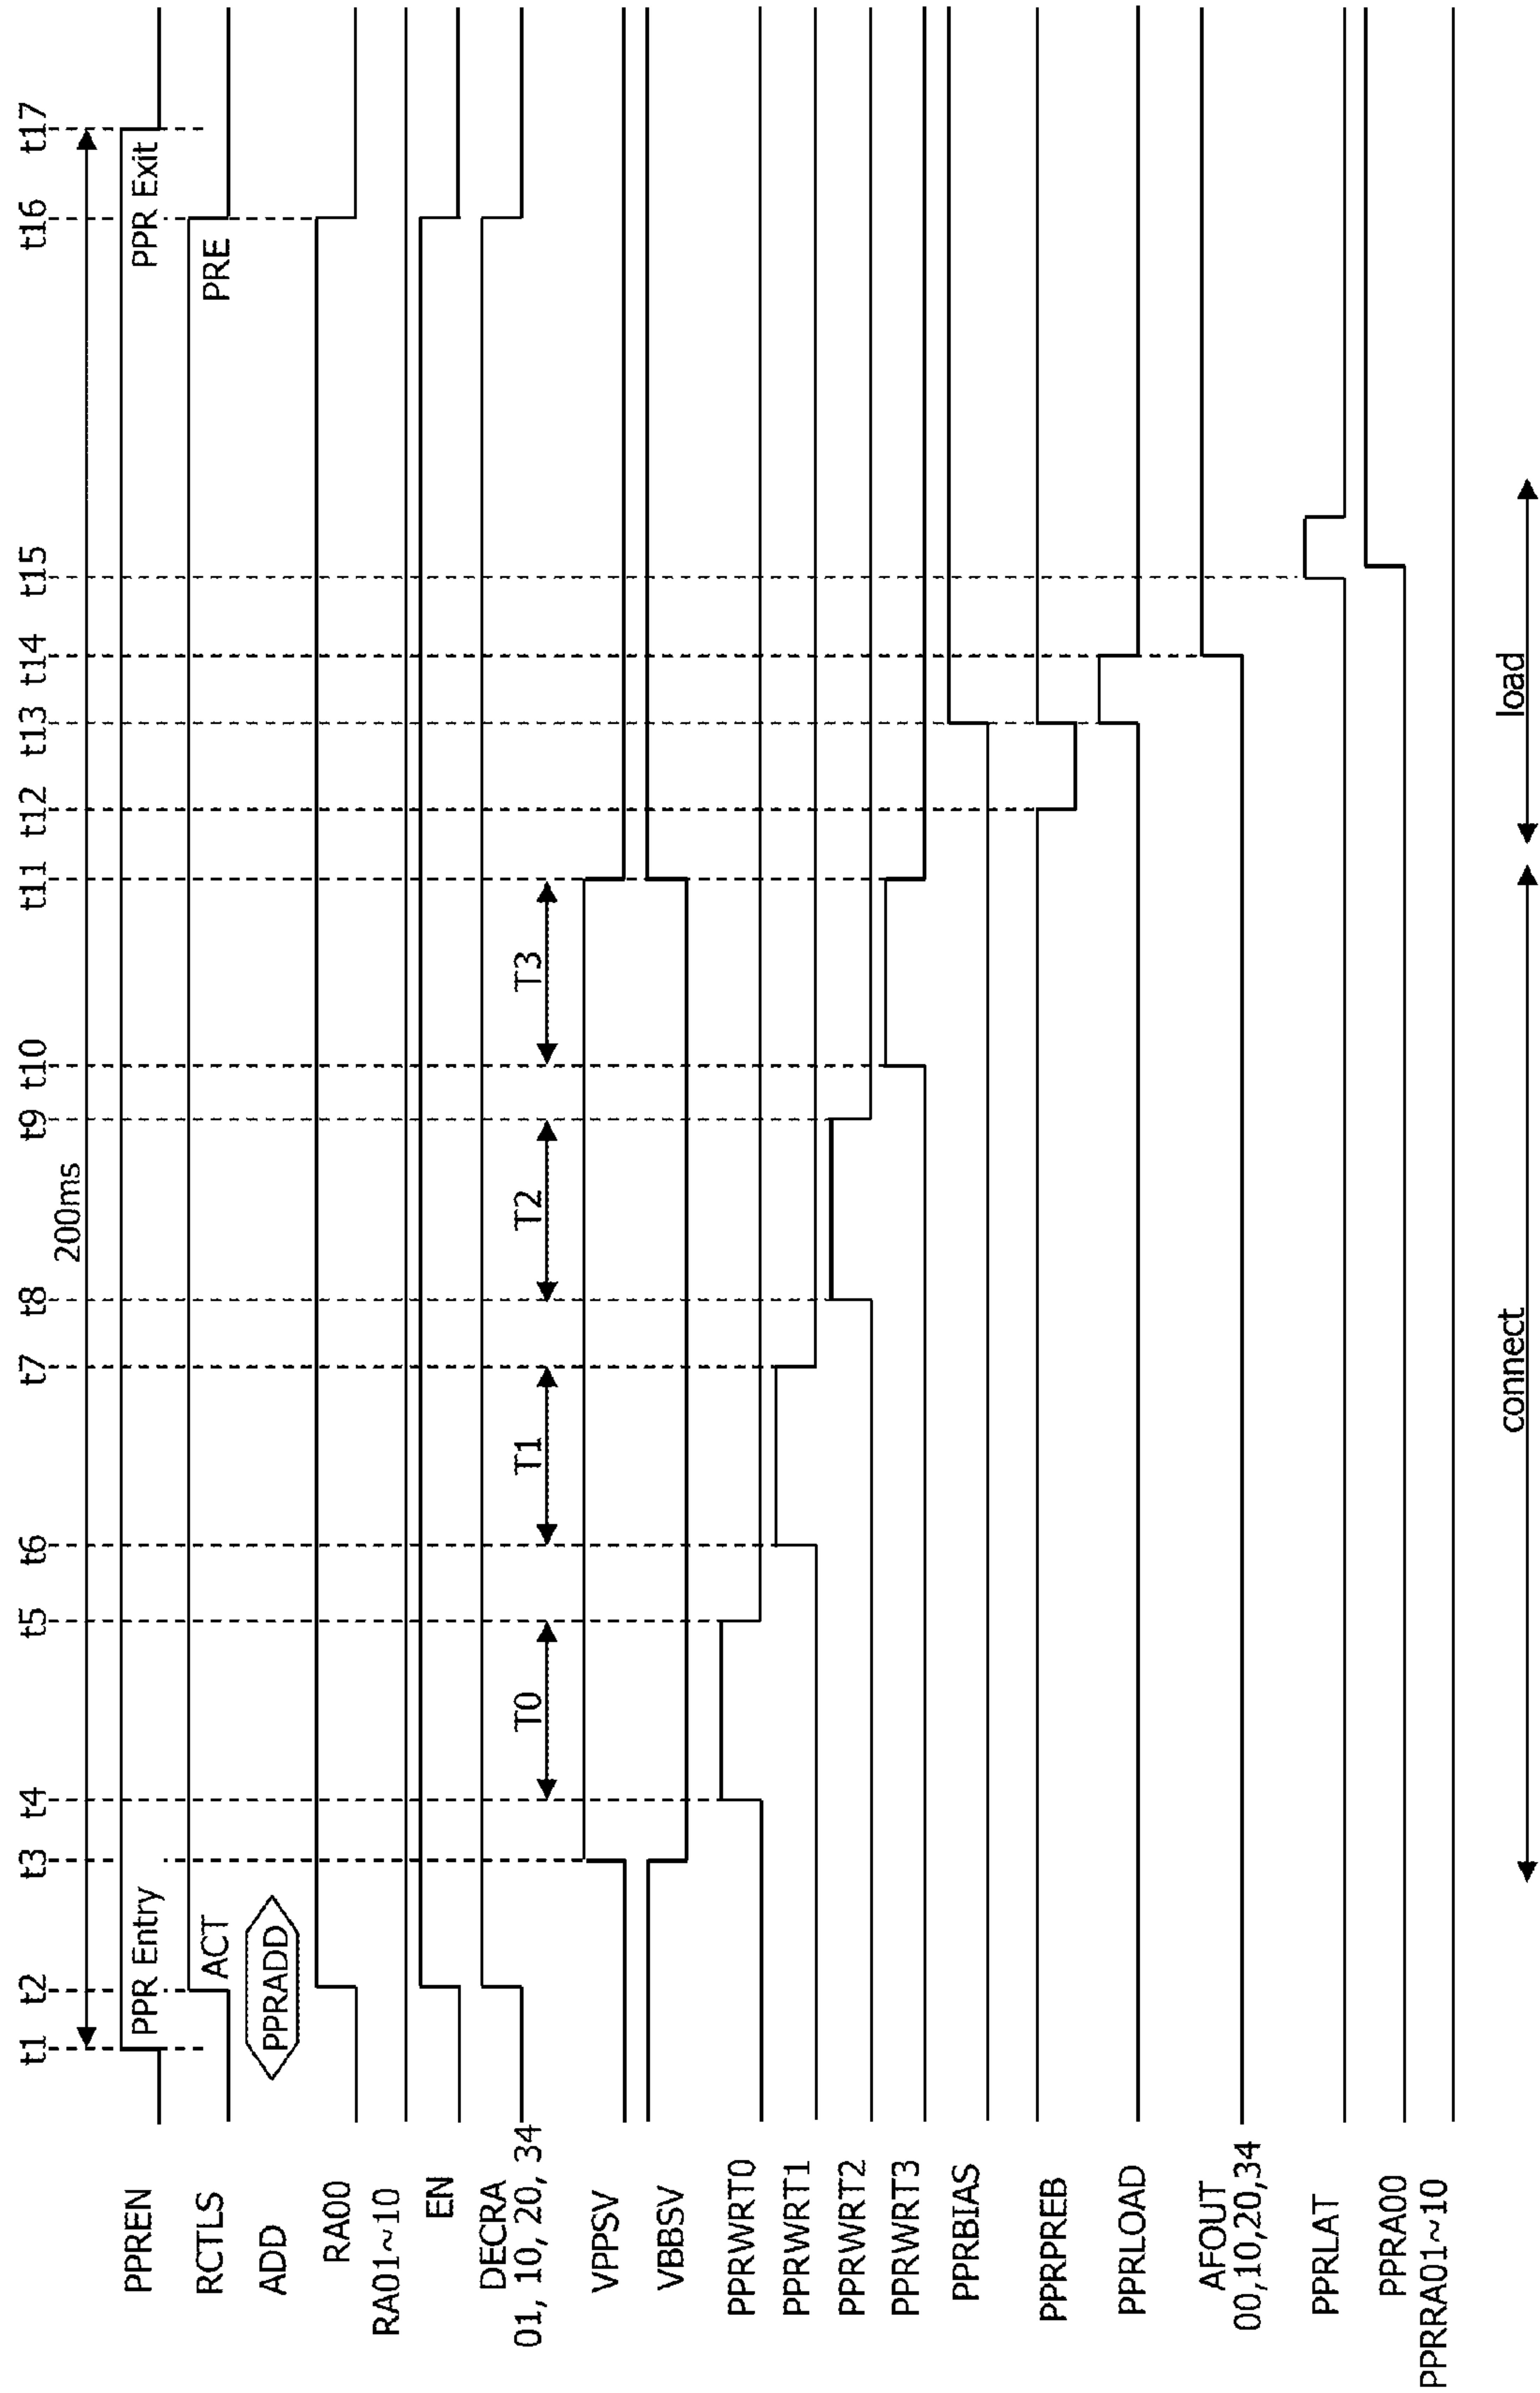 t1 t2 t3 t4 t5 t6 t7 t8 t9 t10 t11 t12 t13 t14 t15 t16 t17
200ms
PPREN
PPR Entry
PPR Exit
RCTLS
ACT
PRE
ADD
PPRADD
RA00
RA01~10
EN
DECRA
01, 10, 20, 34
T0 T1 T2 T3
VPPSV
VBBSV
PPRWRT0
PPRWRT1
PPRWRT2
PPRWRT3
PPRBIAS
PPRPREB
PPRLOAD
AFOUT
00,10,20,34
PPRLAT
PPRA00
PPRRA01~10
connect
load